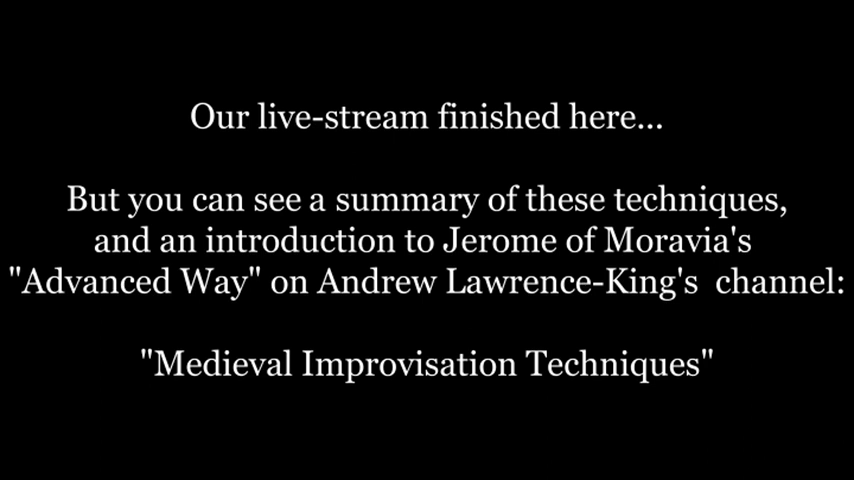 Our live-stream finished here...
But you can see a summary of these techniques,
and an introduction to Jerome of Moravia's
"Advanced Way" on Andrew Lawrence-King's  channel:
"Medieval Improvisation Techniques"